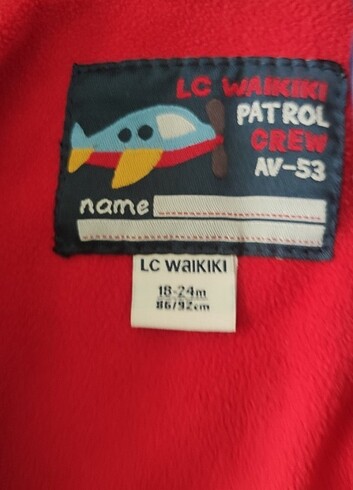 LC WAIKIKI
PATROL
CREW
AV-53
name
LC WAIKIKI
18-24m
86/92cm